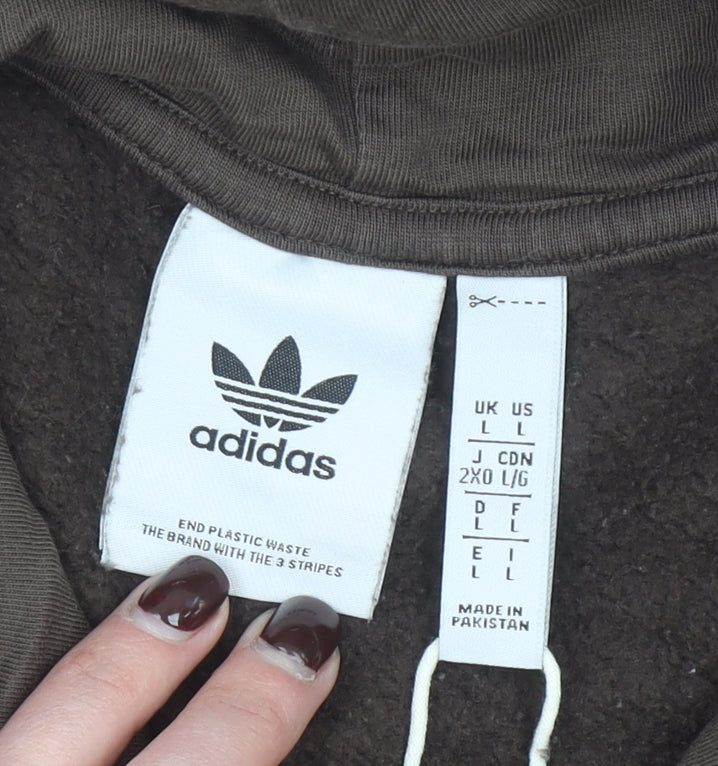 adidas
END PLASTIC WASTE
THE BRAND WITH THE 3 STRIPES
UK US
L L
J CDN
2XO L/G
D F
L L
E I
L L
MADE IN
PAKISTAN